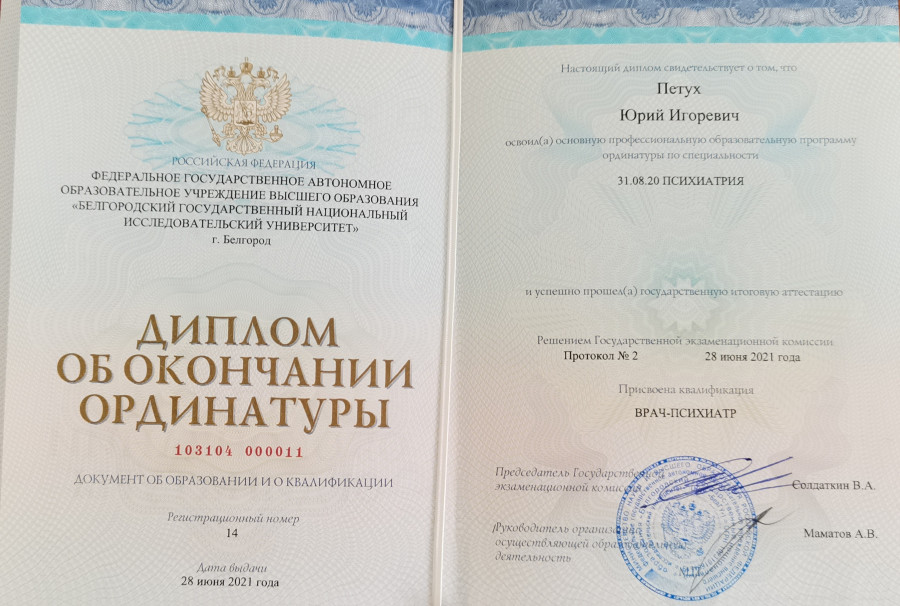 РОССИЙСКАЯ ФЕДЕРАЦИЯ
ФЕДЕРАЛЬНОЕ ГОСУДАРСТВЕННОЕ АВТОНОМНОЕ
ОБРАЗОВАТЕЛЬНОЕ УЧРЕЖДЕНИЕ ВЫСШЕГО ОБРАЗОВАНИЯ
«БЕЛГОРОДСКИЙ ГОСУДАРСТВЕННЫЙ НАЦИОНАЛЬНЫЙ
ИССЛЕДОВАТЕЛЬСКИЙ УНИВЕРСИТЕТ»
г. Белгород
ДИПЛОМ
ОБ ОКОНЧАНИИ
ОРДИНАТУРЫ
103104 000011
ДОКУМЕНТ ОБ ОБРАЗОВАНИИ И О КВАЛИФИКАЦИИ
Регистрационный номер
14
Дата выдачи
28 июня 2021 года
Настоящий диплом свидетельствует о том, что
Петух
Юрий Игоревич
освоил(а) основную профессиональную образовательную программу
ординатуры по специальности
31.08.20 ПСИХИАТРИЯ
и успешно прошел(а) государственную итоговую аттестацию
Решением Государственной экзаменационной комиссии
Протокол № 2 28 июня 2021 года
Присвоена квалификация
ВРАЧ-ПСИХИАТР
Председатель Государственной
экзаменационной комиссии Солдаткин В.А.
Руководитель организации,
осуществляющей образовательную Маматов А.В.
деятельность
М.П.